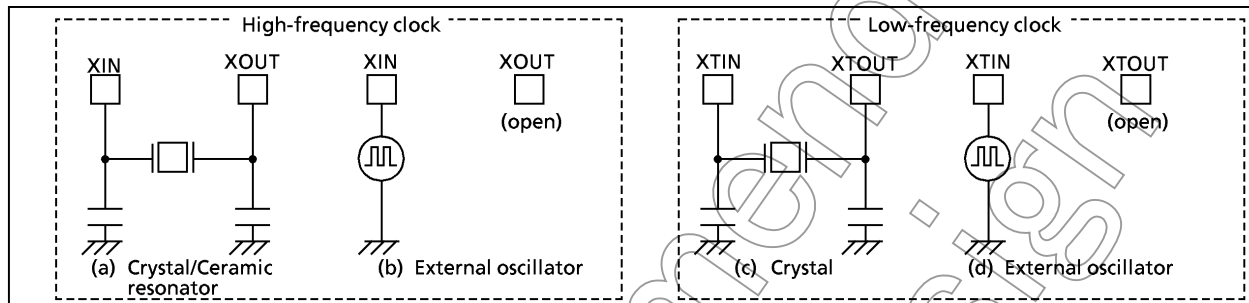 High-frequency clock
Low-frequency clock
XIN
XOUT
XIN
XOUT
XTIN
XTOUT
XTIN
XTOUT
(open)
(open)
(a) Crystal/Ceramic
resonator
(b) External oscillator
(c) Crystal
(d) External oscillator